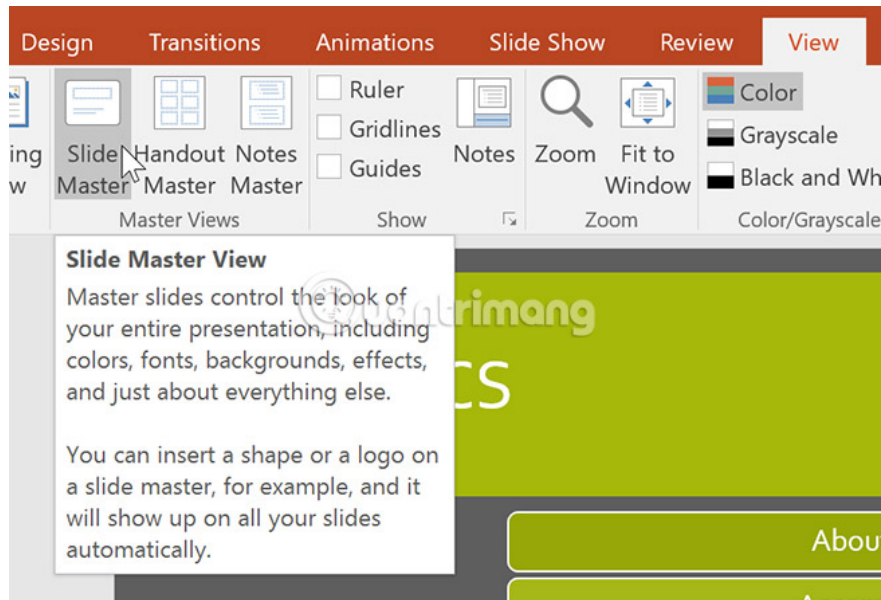 Design Transitions Animations Slide Show Review View
ing
w
Slide
Master
Handout
Master
Notes
Master
Master Views
Ruler
Gridlines
Guides
Show
Notes
Zoom
Fit to
Window
Zoom
Color
Grayscale
Black and Wh
Color/Grayscale
Slide Master View
Master slides control the look of
your entire presentation, including
colors, fonts, backgrounds, effects,
and just about everything else.
You can insert a shape or a logo on
a slide master, for example, and it
will show up on all your slides
automatically.
Quantrimang
cs
About